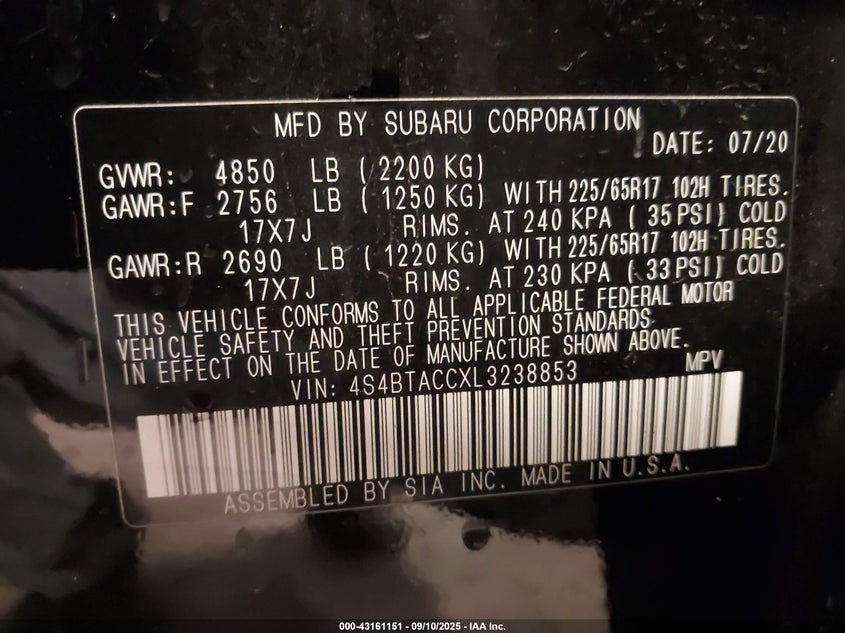 MFD BY SUBARU CORPORATION
DATE: 07/20
GVWR: 4850 LB ( 2200 KG)
GAWR:F 2756 LB ( 1250 KG) WITH 225/65R17 102H TIRES.
17X7J RIMS. AT 240 KPA ( 35 PSI) COLD
GAWR:R 2690 LB ( 1220 KG) WITH 225/65R17 102H TIRES.
17X7J RIMS. AT 230 KPA ( 33 PSI) COLD
THIS VEHICLE CONFORMS TO ALL APPLICABLE FEDERAL MOTOR
VEHICLE SAFETY AND THEFT PREVENTION STANDARDS
IN EFFECT ON THE DATE OF MANUFACTURE SHOWN ABOVE.
VIN: 4S4BTACCXL3238853 MPV
ASSEMBLED BY SIA INC. MADE IN U.S.A.
000-43161151 - 09/10/2025 - IAA Inc.